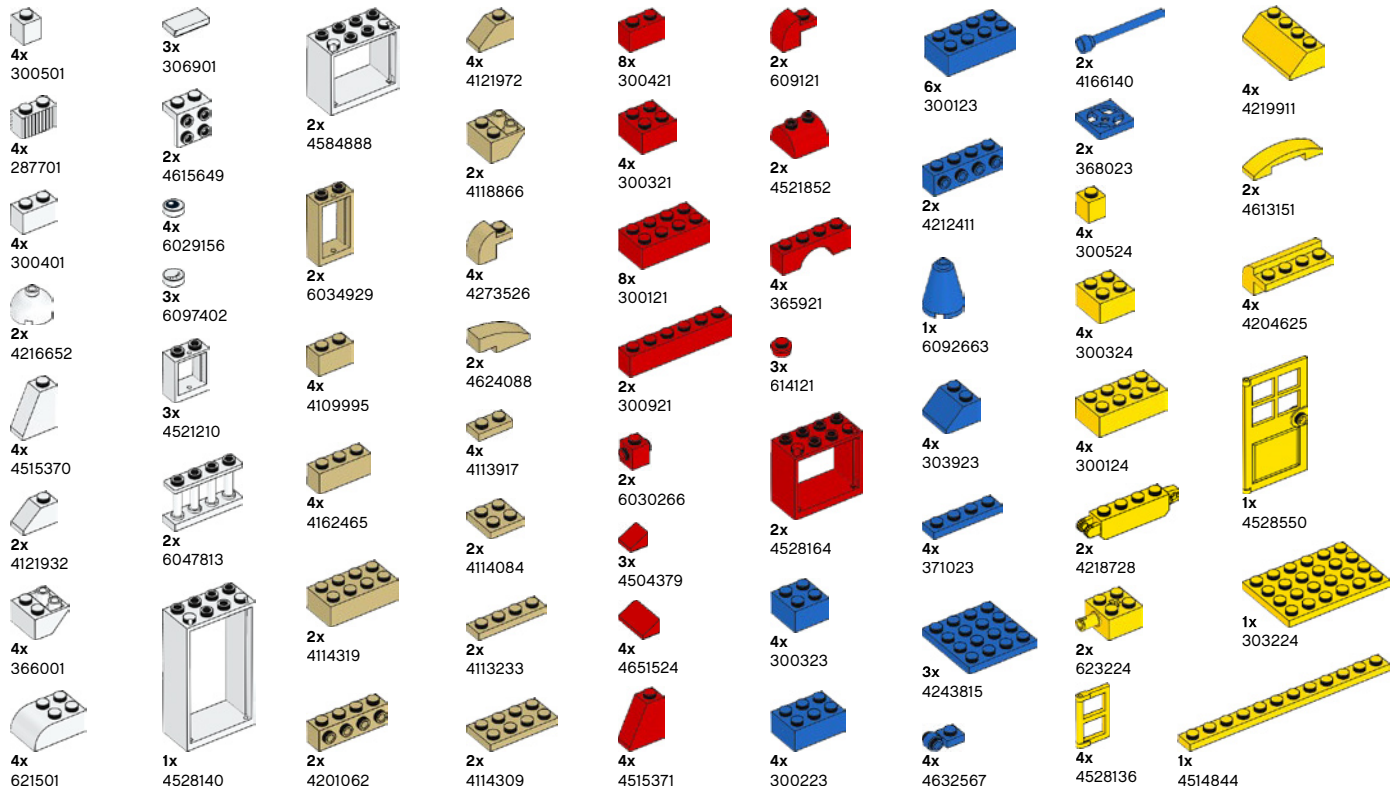 4x
300501
4x
287701
4x
300401
2x
4216652
4x
4515370
2x
4121932
4x
366001
4x
621501
3x
306901
2x
4615649
4x
6029156
3x
6097402
3x
4521210
2x
6047813
1x
4528140
2x
4584888
2x
6034929
4x
4109995
4x
4162465
2x
4114319
2x
4201062
4x
4121972
2x
4118866
4x
4273526
2x
4624088
4x
4113917
2x
4114084
2x
4113233
2x
4114309
8x
300421
4x
300321
8x
300121
2x
300921
2x
6030266
3x
4504379
4x
4651524
4x
4515371
2x
609121
2x
4521852
4x
365921
3x
614121
2x
4528164
4x
300323
4x
300223
6x
300123
2x
4212411
1x
6092663
4x
303923
4x
371023
3x
4243815
4x
4632567
2x
4166140
2x
368023
4x
300524
4x
300324
4x
300124
2x
4218728
2x
623224
4x
4528136
4x
4219911
2x
4613151
4x
4204625
1x
4528550
1x
303224
1x
4514844